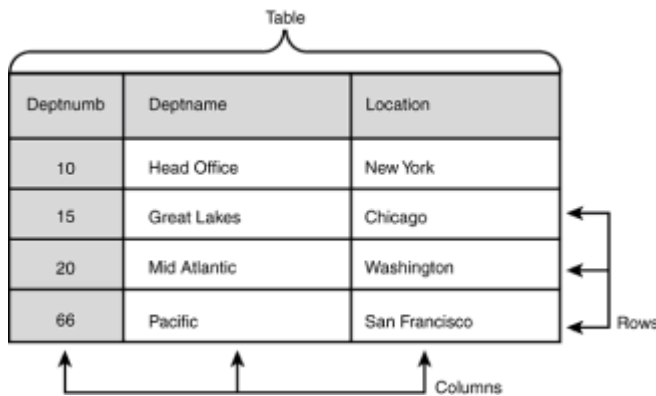 Table
Deptnumb Deptname Location
10 Head Office New York
15 Great Lakes Chicago
20 Mid Atlantic Washington
66 Pacific San Francisco
Rows
Columns